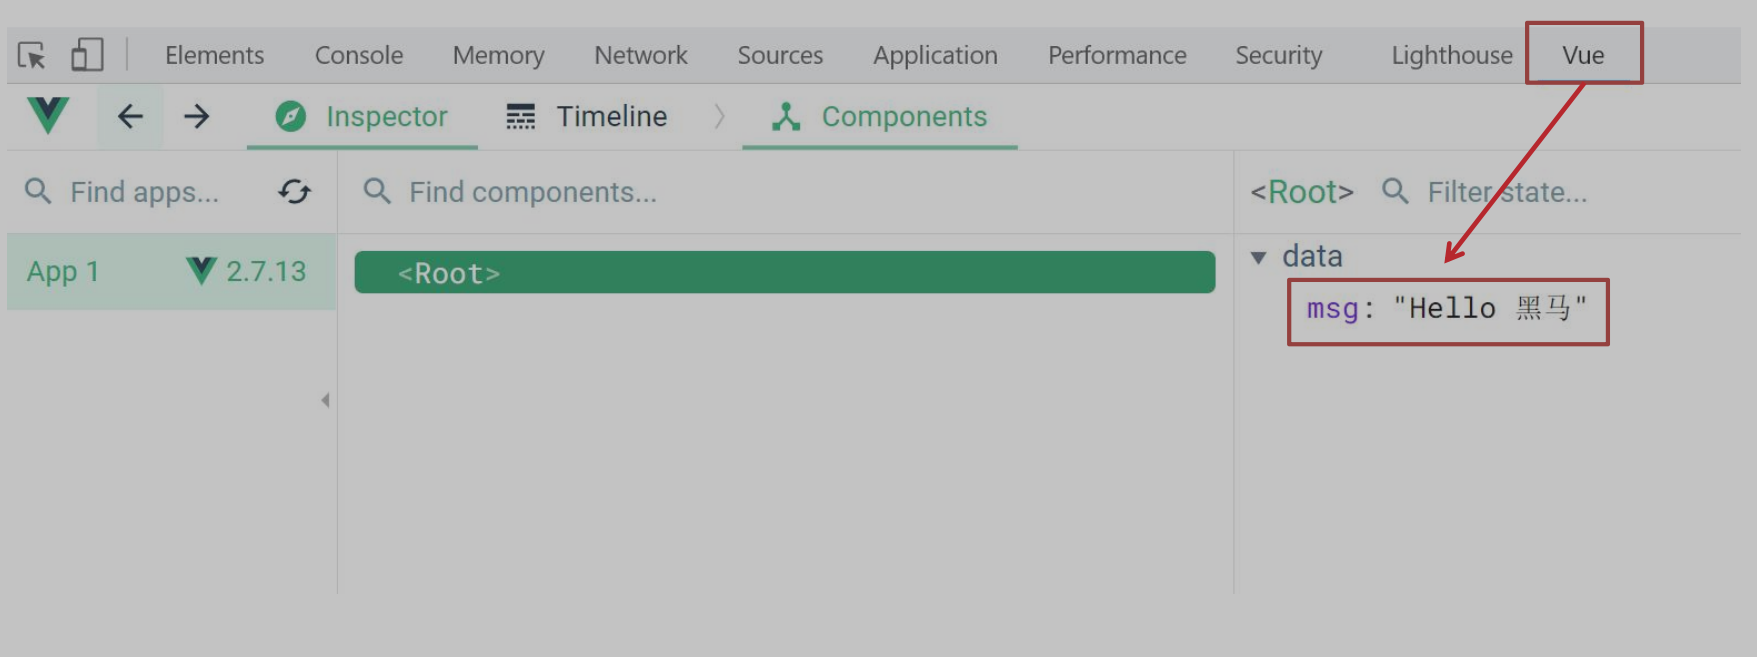 Elements Console Memory Network Sources Application Performance Security Lighthouse Vue
Inspector Timeline Components
Find apps... Find components... <Root> Filter state...
App 1 2.7.13 <Root> data
msg: "Hello 黑马"